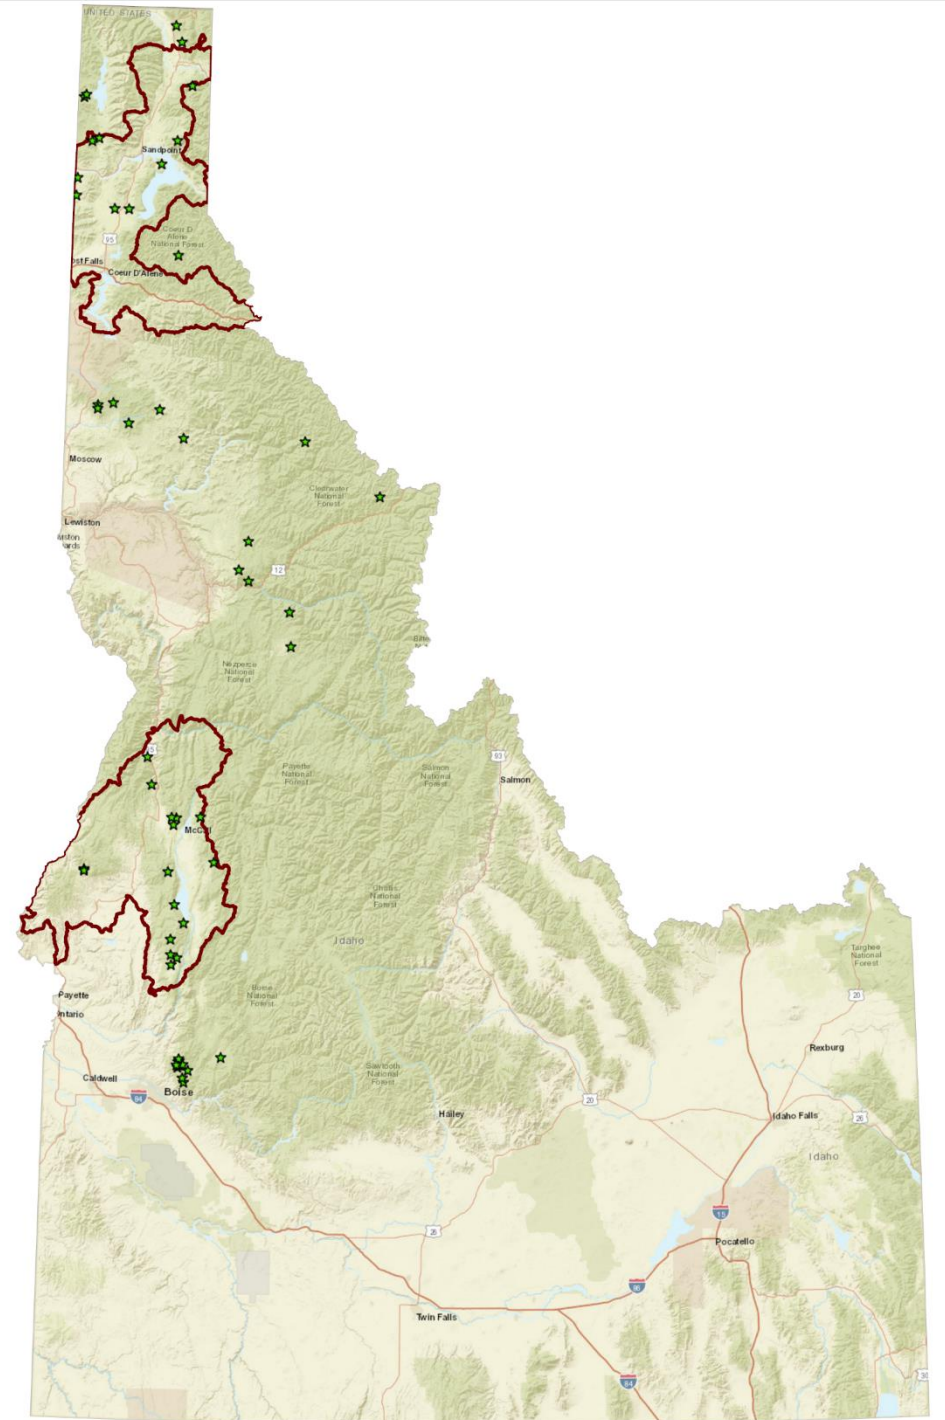 UNITED STATES
Sandpoint
Coeur D
Alene
National Forest
95
ost Falls
Coeur D'Alene
Moscow
Clearwater
National
Forest
Lewiston
ards
12
Nezperce
National
Forest
93
Salmon
Payette
National
Forest
Salmon
National
Forest
McCall
Challis
National
Forest
Idaho
Targhee
National
Forest
Boise
National
Forest
Payette
Ontario
20
Rexburg
Caldwell
Sawtooth
National
Forest
84
Boise
20
Hailey
Idaho Falls
26
Idaho
15
26
Pocatello
86
Twin Falls
84
30